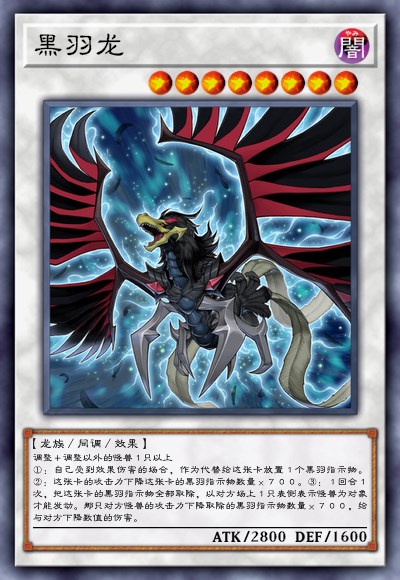 黑羽龙
やみ
闇
【龙族／同调／效果】
调整＋调整以外的怪兽1只以上
①：自己受到效果伤害的场合，作为代替给这张卡放置1个黑羽指示物。
②：这张卡的攻击力下降这张卡的黑羽指示物数量×700。③：1回合1
次，把这张卡的黑羽指示物全部取除，以对方场上1只表侧表示怪兽为对象
才能发动。那只对方怪兽的攻击力下降取除的黑羽指示物数量×700，给
与对方下降数值的伤害。
ATK/2800 DEF/1600